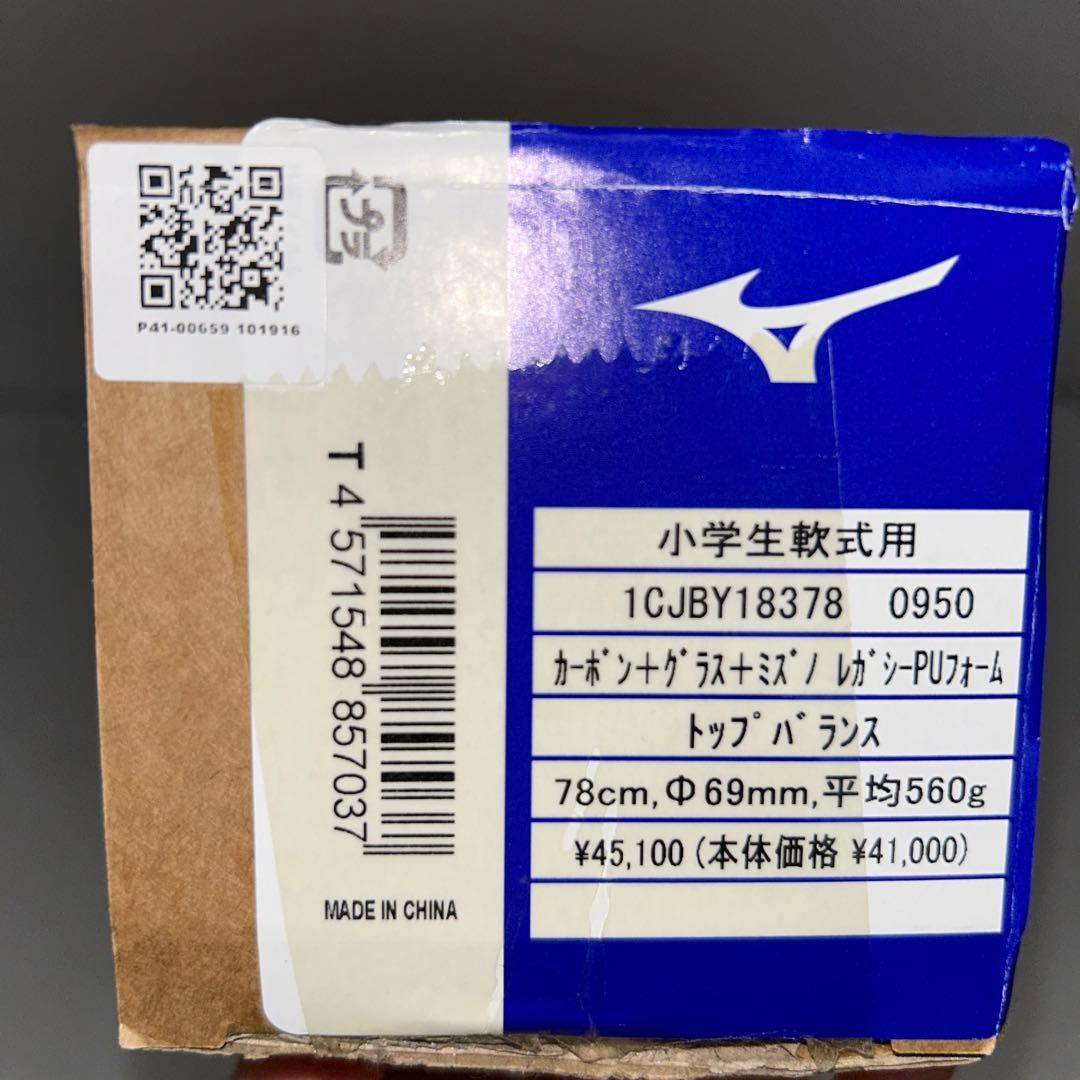 P41-00659 101916
プラ
T 4 571548 857037
MADE IN CHINA
小学生軟式用
1CJBY18378 0950
ｶｰﾎﾞﾝ＋ｸﾞﾗｽ＋ﾐｽﾞﾉ ﾚｶﾞｼｰPUﾌｫｰﾑ
ﾄｯﾌﾟﾊﾞﾗﾝｽ
78cm,Φ69mm,平均560g
¥45,100 (本体価格 ¥41,000)